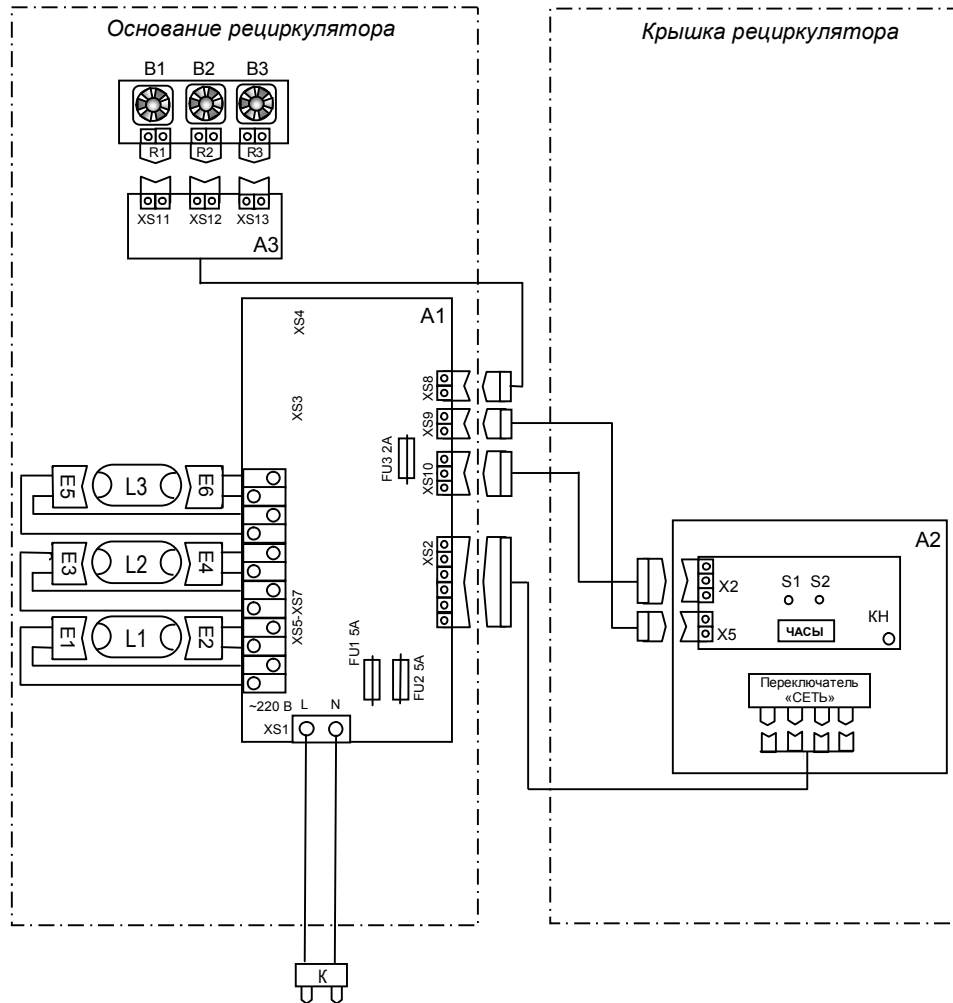 Основание рециркулятора
Крышка рециркулятора
B1 B2 B3
R1 R2 R3
XS11 XS12 XS13
A3
A1
XS4
XS3
XS8
XS9
XS10
FU3 2A
XS2
E5 L3 E6
E3 L2 E4
E1 L1 E2
XS5-XS7
FU1 5A
FU2 5A
~220 В L N
XS1
К
A2
X2
X5
S1 S2
КН
ЧАСЫ
Переключатель
«СЕТЬ»